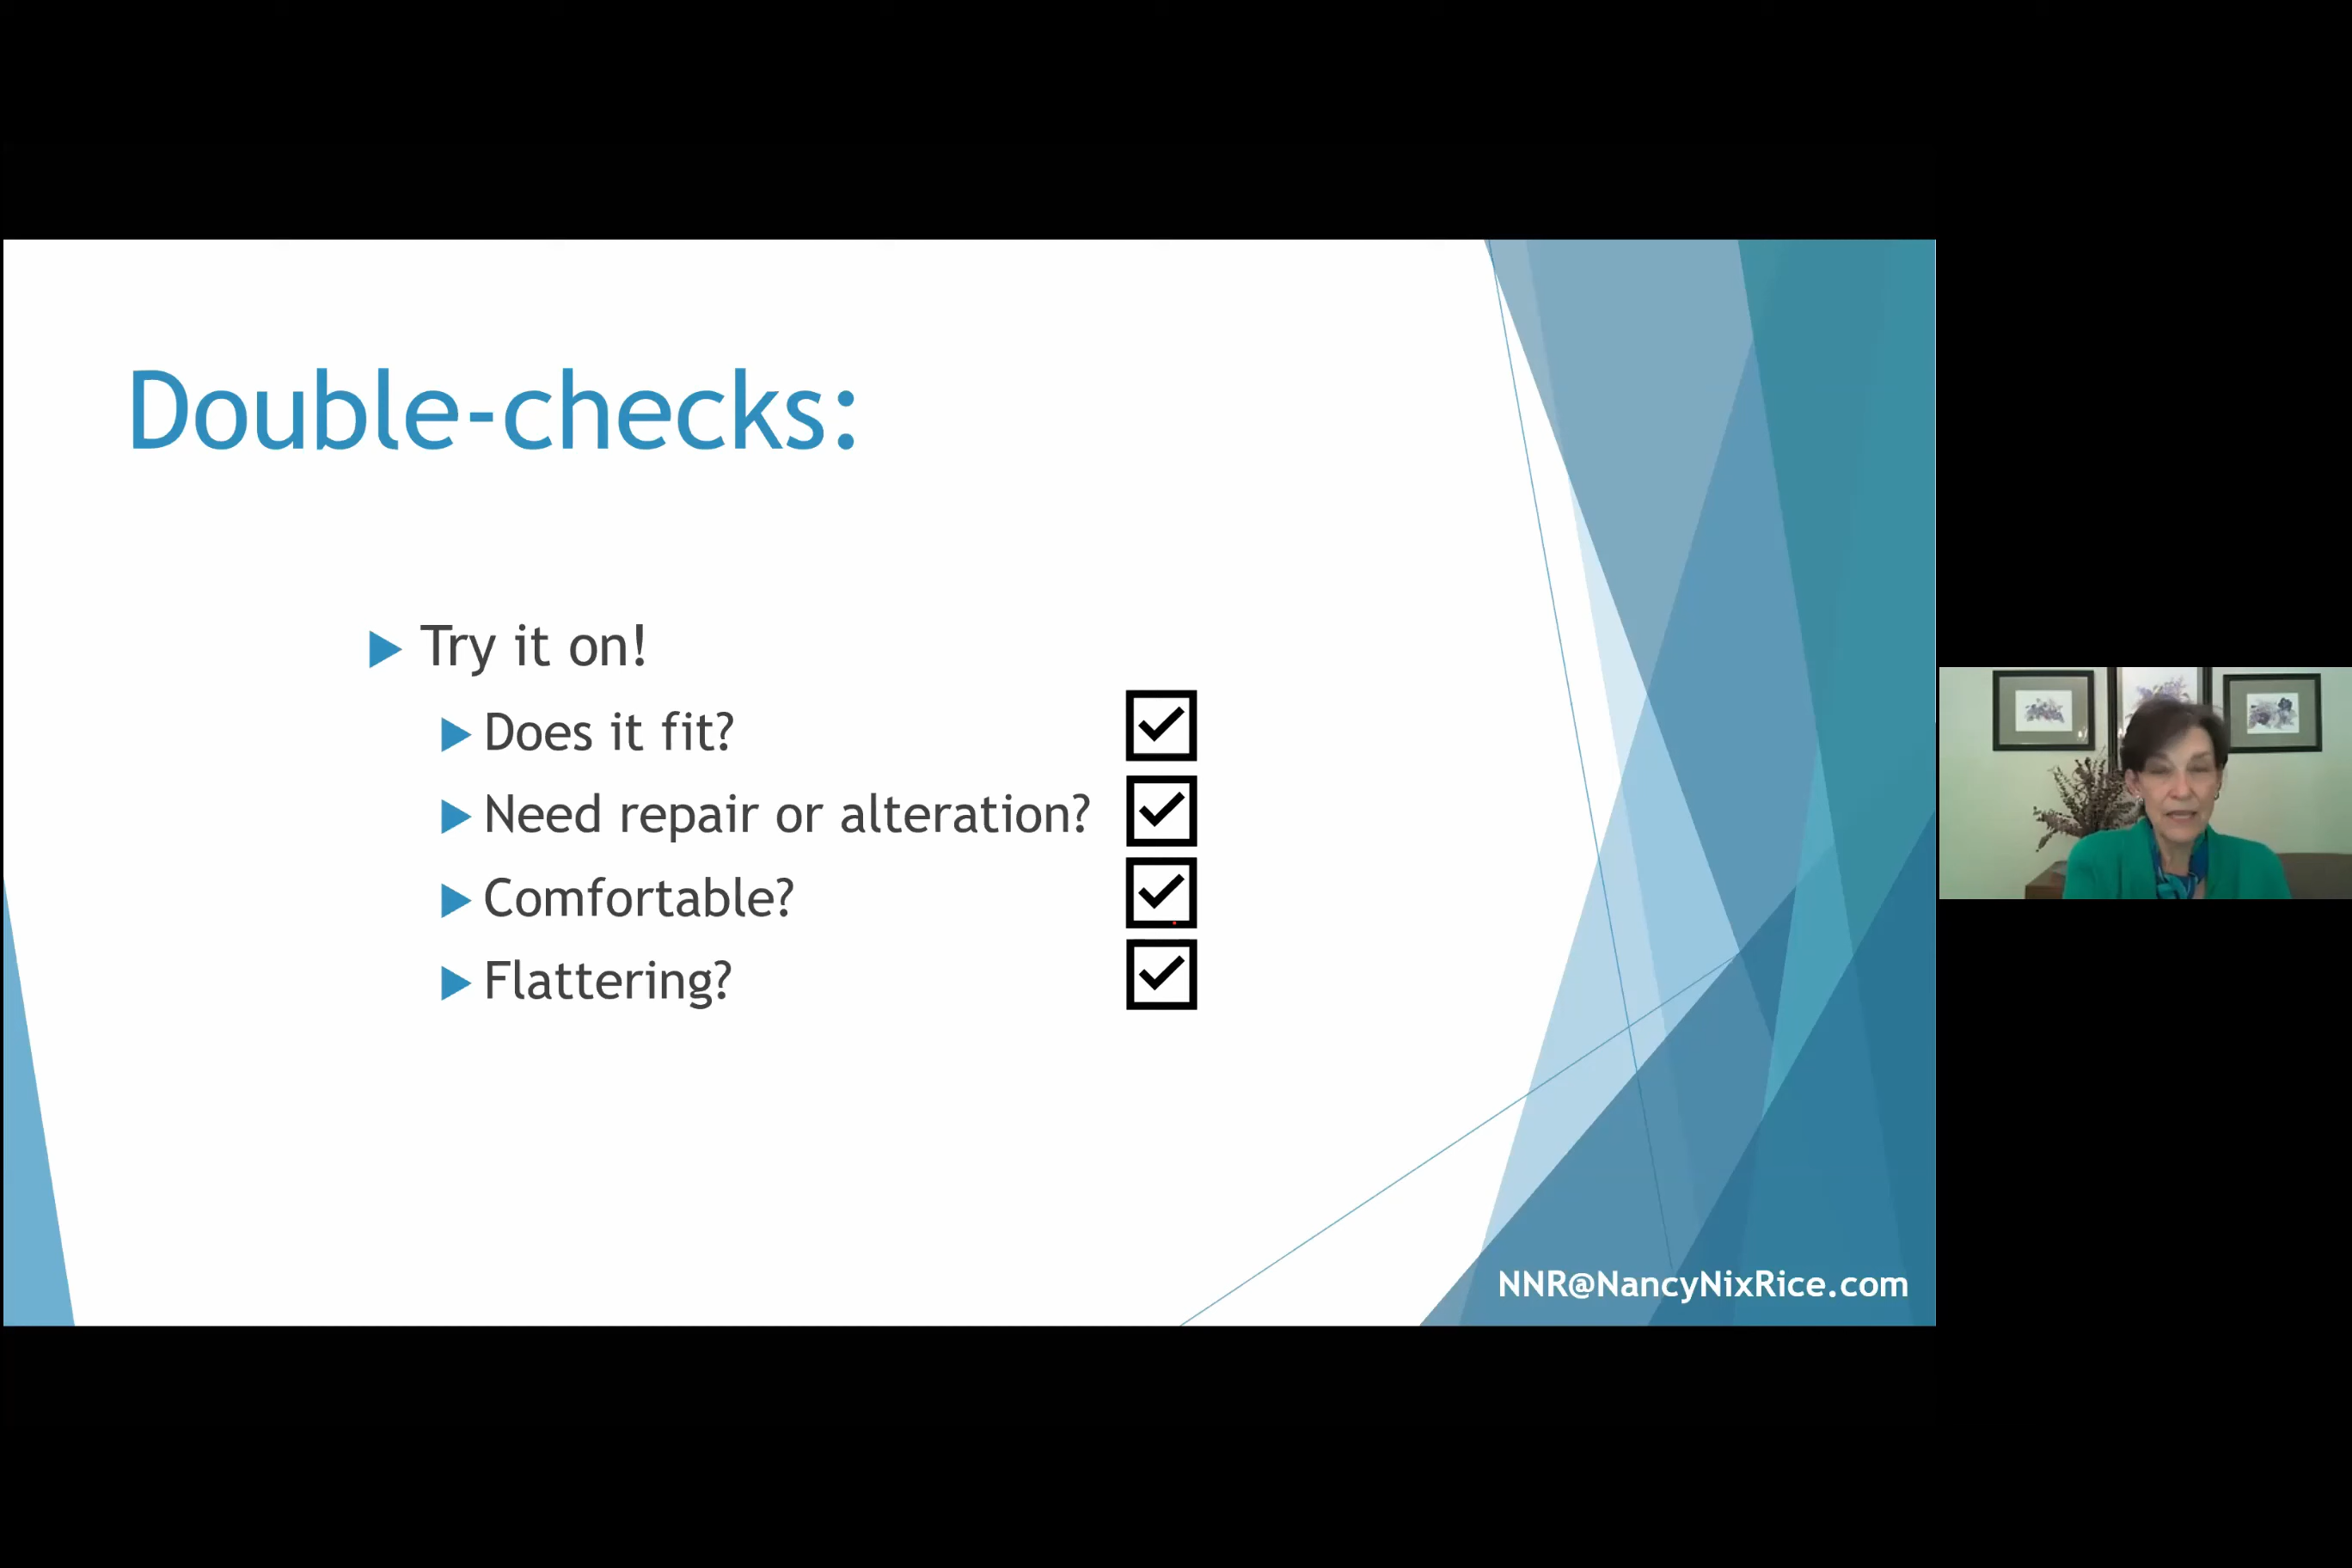 Double-checks:
Try it on!
Does it fit?
Need repair or alteration?
Comfortable?
Flattering?
NNR@NancyNixRice.com